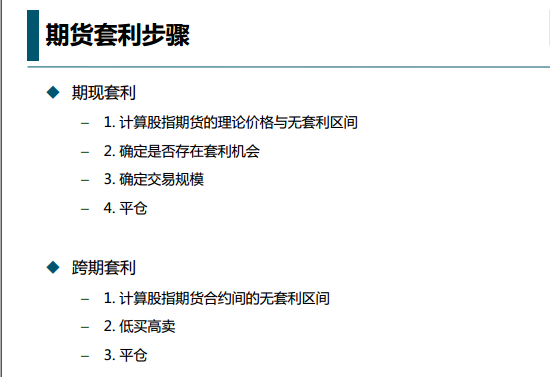 期货套利步骤
◆ 期现套利
– 1. 计算股指期货的理论价格与无套利区间
– 2. 确定是否存在套利机会
– 3. 确定交易规模
– 4. 平仓
◆ 跨期套利
– 1. 计算股指期货合约间的无套利区间
– 2. 低买高卖
– 3. 平仓